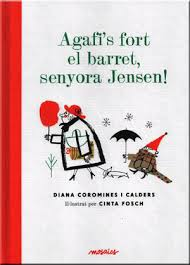 Agafi's fort
el barret,
senyora Jensen!
DIANA COROMINES I CALDERS
Il·lustrat per CINTA FOSCH
mosaics